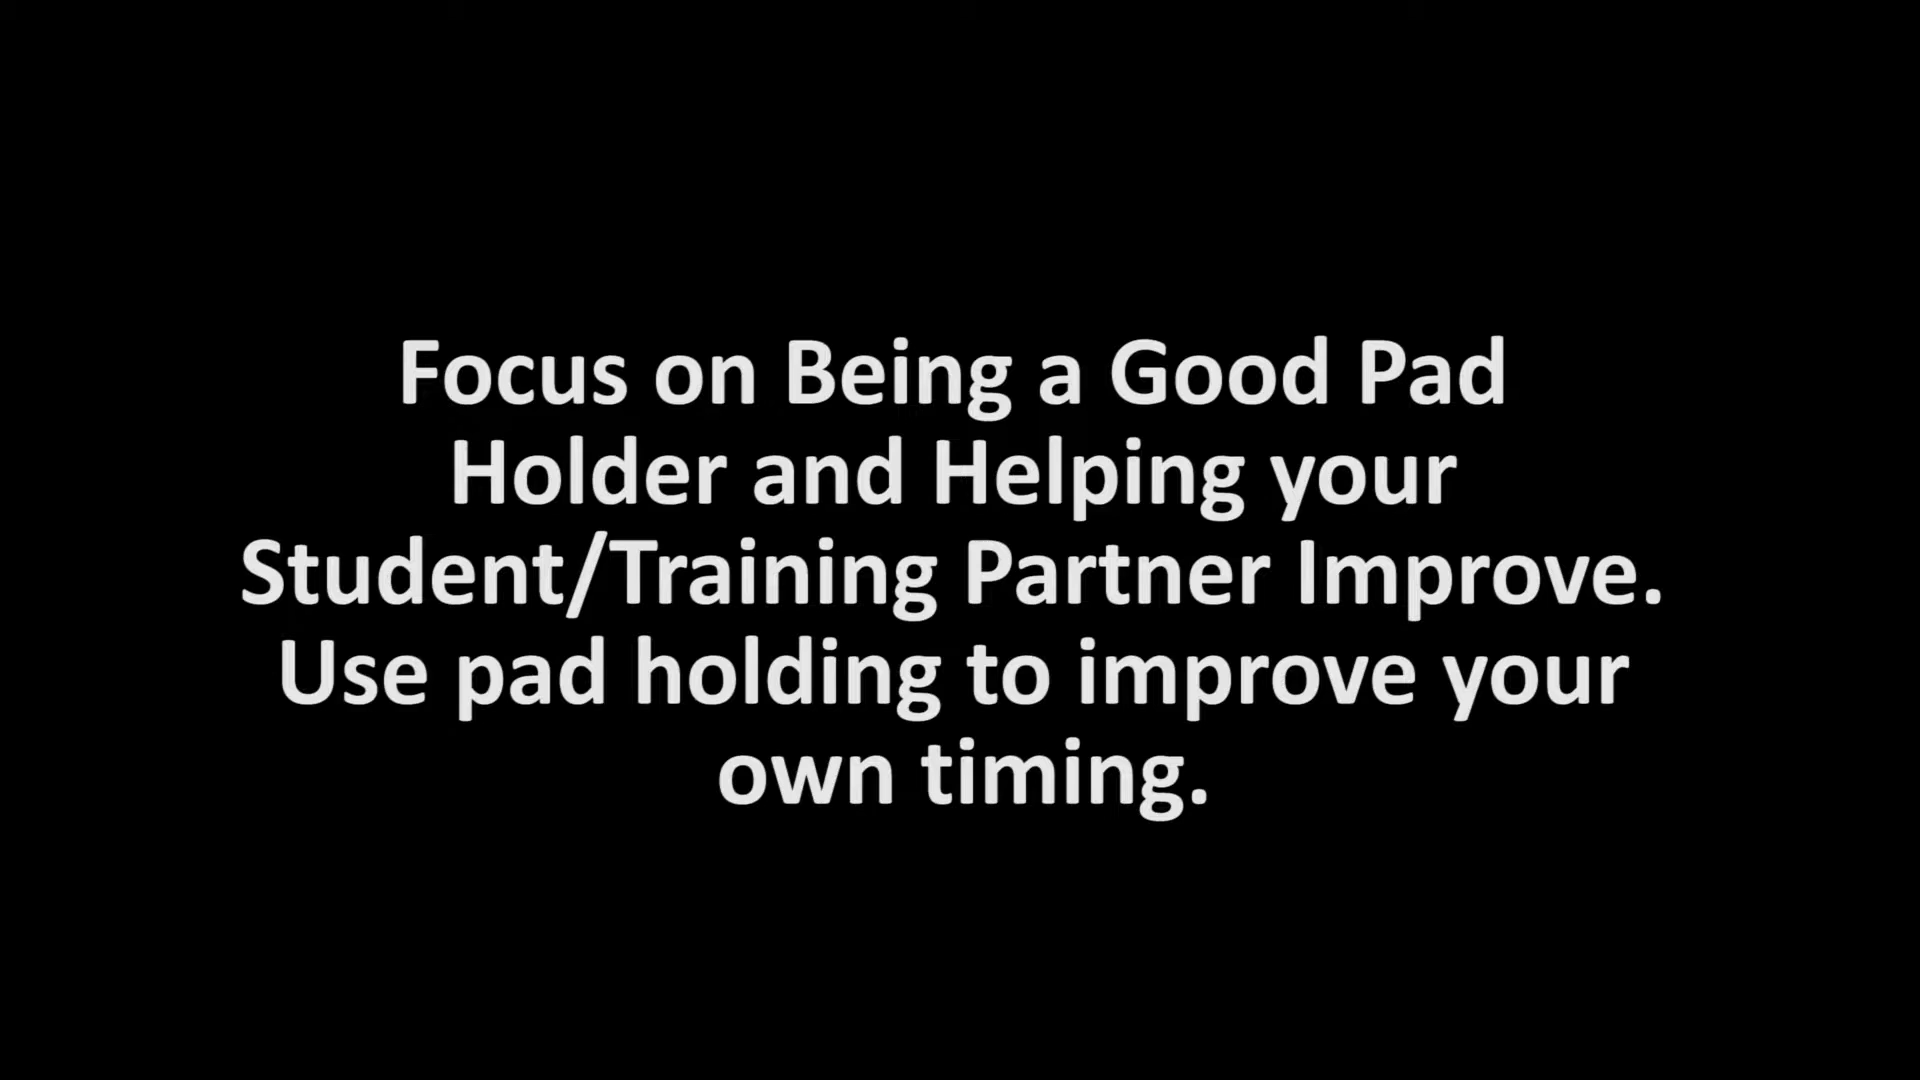 Focus on Being a Good Pad
Holder and Helping your
Student/Training Partner Improve.
Use pad holding to improve your
own timing.